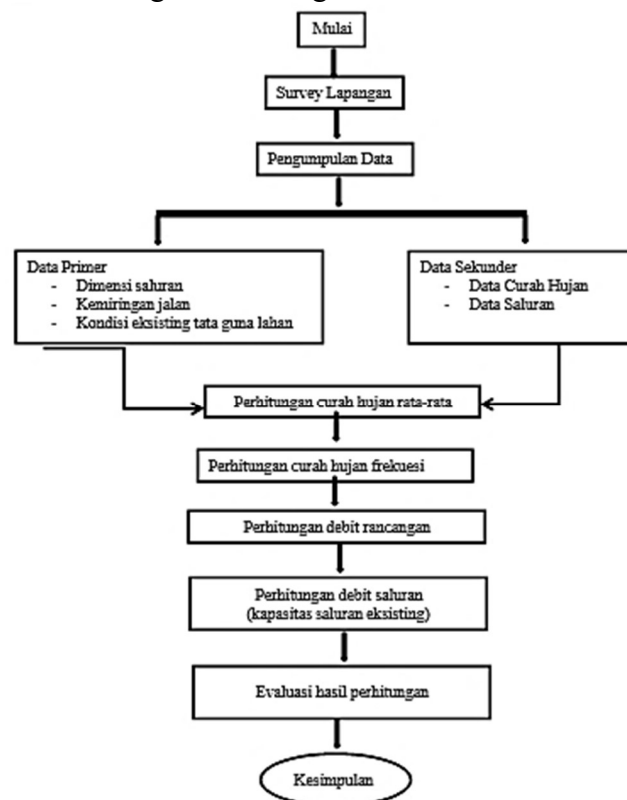 Mulai
Survey Lapangan
Pengumpulan Data
Data Primer
- Dimensi saluran
- Kemiringan jalan
- Kondisi eksisting tata guna lahan
Data Sekunder
- Data Curah Hujan
- Data Saluran
Perhitungan curah hujan rata-rata
Perhitungan curah hujan frekuesi
Perhitungan debit rancangan
Perhitungan debit saluran
(kapasitas saluran eksisting)
Evaluasi hasil perhitungan
Kesimpulan